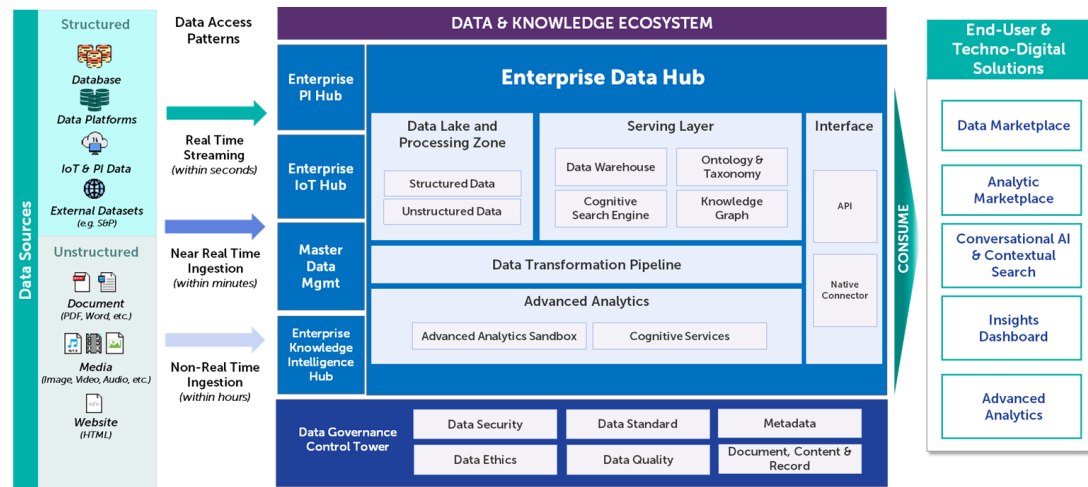 Data Sources
Structured
Database
Data Platforms
IoT & PI Data
External Datasets
(e.g. S&P)
Unstructured
Document
(PDF, Word, etc.)
Media
(Image, Video, Audio, etc.)
Website
(HTML)
Data Access
Patterns
Real Time
Streaming
(within seconds)
Near Real Time
Ingestion
(within minutes)
Non-Real Time
Ingestion
(within hours)
DATA & KNOWLEDGE ECOSYSTEM
Enterprise
PI Hub
Enterprise
IoT Hub
Master
Data
Mgmt
Enterprise
Knowledge
Intelligence
Hub
Enterprise Data Hub
Data Lake and
Processing Zone
Structured Data
Unstructured Data
Serving Layer
Data Warehouse
Ontology &
Taxonomy
Cognitive
Search Engine
Knowledge
Graph
Interface
API
Native
Connector
Data Transformation Pipeline
Advanced Analytics
Advanced Analytics Sandbox
Cognitive Services
Data Governance
Control Tower
Data Security
Data Standard
Metadata
Data Ethics
Data Quality
Document, Content &
Record
CONSUME
End-User &
Techno-Digital
Solutions
Data Marketplace
Analytic
Marketplace
Conversational AI
& Contextual
Search
Insights
Dashboard
Advanced
Analytics